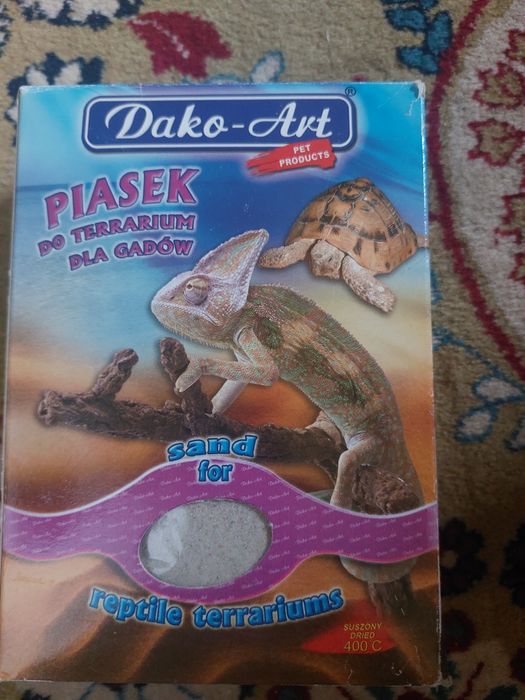 Dako-Art®
PET
PRODUCTS
PIASEK
DO TERRARIUM
DLA GADÓW
sand
for
reptile terrariums
SUSZONY
DRIED
400°C